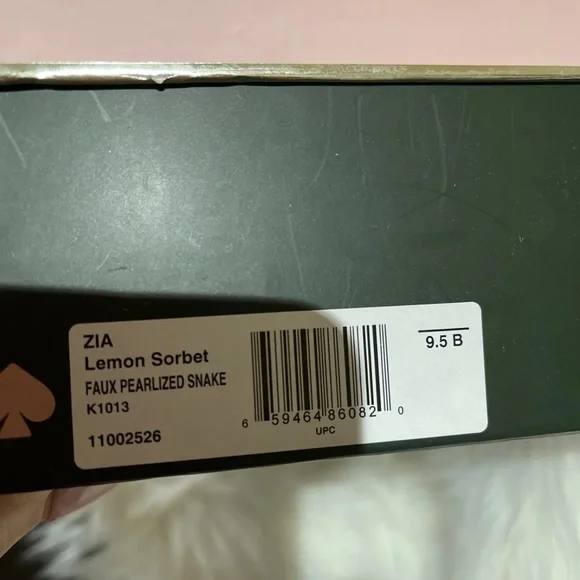 ZIA
Lemon Sorbet
FAUX PEARLIZED SNAKE
K1013
11002526
6 59464 86082 0
UPC
9.5 B